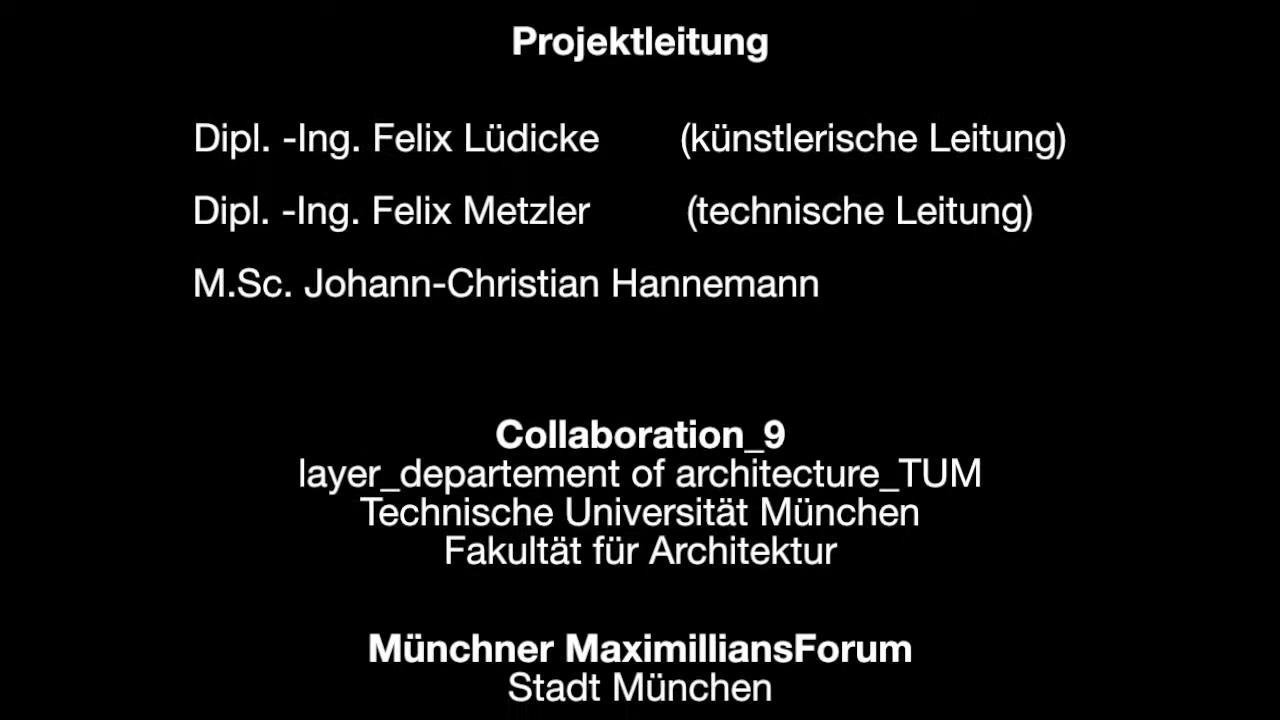 Projektleitung
Dipl. -Ing. Felix Lüdicke (künstlerische Leitung)
Dipl. -Ing. Felix Metzler (technische Leitung)
M.Sc. Johann-Christian Hannemann
Collaboration_9
layer_departement of architecture_TUM
Technische Universität München
Fakultät für Architektur
Münchner MaximilliansForum
Stadt München